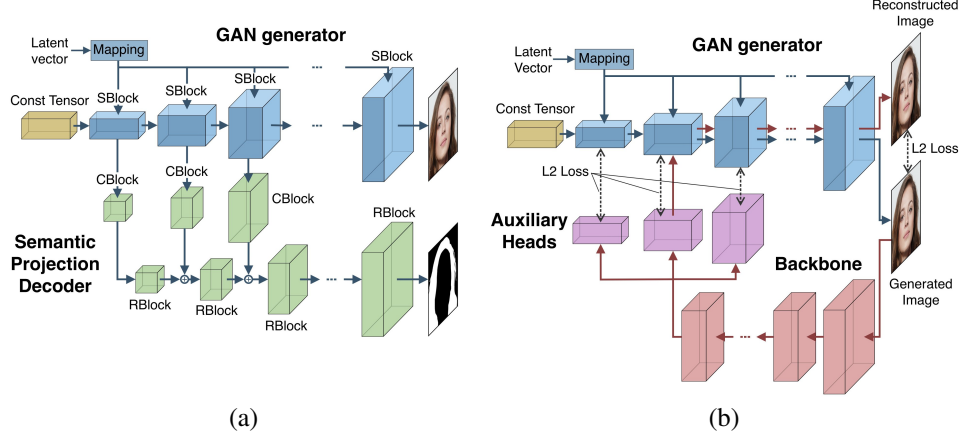 GAN generator
Latent
vector
Mapping
SBlock
Const Tensor
SBlock
SBlock
SBlock
...
...
CBlock
CBlock
CBlock
RBlock
Semantic
Projection
Decoder
RBlock
RBlock
RBlock
...
(a)
Reconstructed
Image
GAN generator
Latent
Vector
Mapping
...
Const Tensor
...
L2 Loss
L2 Loss
Auxiliary
Heads
Backbone
Generated
Image
...
(b)